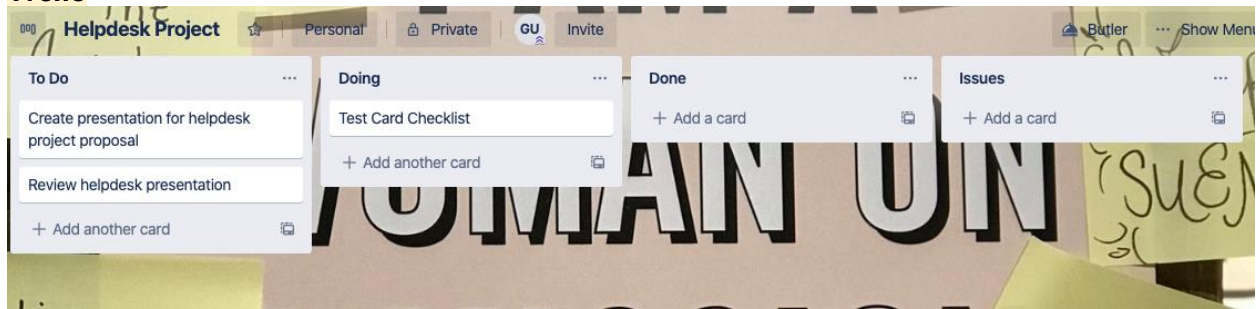 Helpdesk Project
Personal
Private
GU
Invite
Butler
Show Menu
To Do
Create presentation for helpdesk
project proposal
Review helpdesk presentation
+ Add another card
Doing
Test Card Checklist
+ Add another card
Done
+ Add a card
Issues
+ Add a card
WOMAN ON